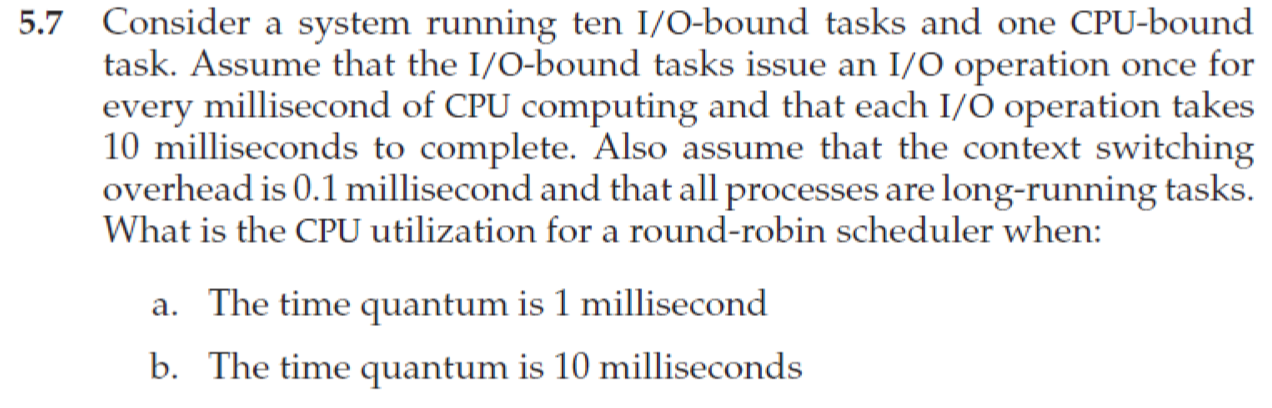 5.7 Consider a system running ten I/O-bound tasks and one CPU-bound
task. Assume that the I/O-bound tasks issue an I/O operation once for
every millisecond of CPU computing and that each I/O operation takes
10 milliseconds to complete. Also assume that the context switching
overhead is 0.1 millisecond and that all processes are long-running tasks.
What is the CPU utilization for a round-robin scheduler when:
a. The time quantum is 1 millisecond
b. The time quantum is 10 milliseconds